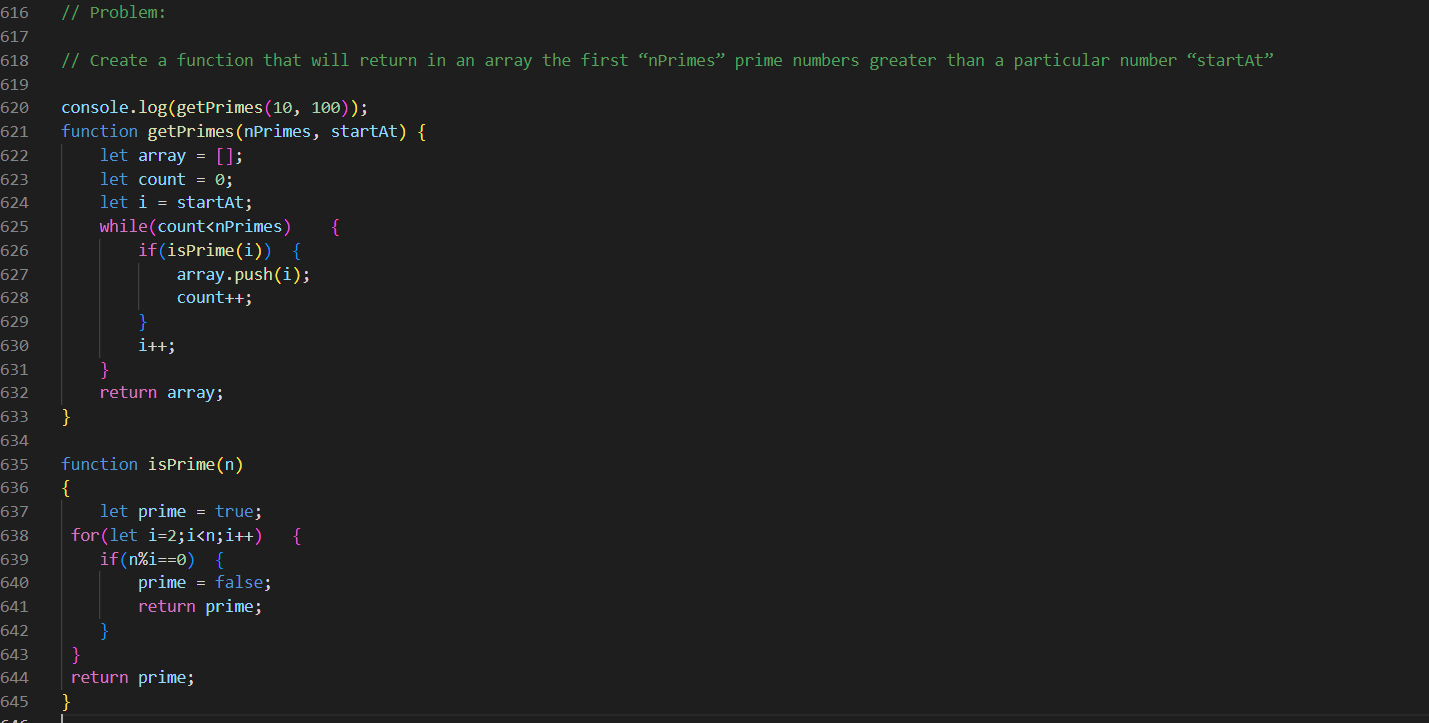 616 // Problem:
617
618 // Create a function that will return in an array the first “nPrimes” prime numbers greater than a particular number “startAt”
619
620 console.log(getPrimes(10, 100));
621 function getPrimes(nPrimes, startAt) {
622     let array = [];
623     let count = 0;
624     let i = startAt;
625     while(count<nPrimes)    {
626         if(isPrime(i))  {
627             array.push(i);
628             count++;
629         }
630         i++;
631     }
632     return array;
633 }
634
635 function isPrime(n)
636 {
637     let prime = true;
638  for(let i=2;i<n;i++)   {
639     if(n%i==0)  {
640         prime = false;
641         return prime;
642     }
643  }
644  return prime;
645 }